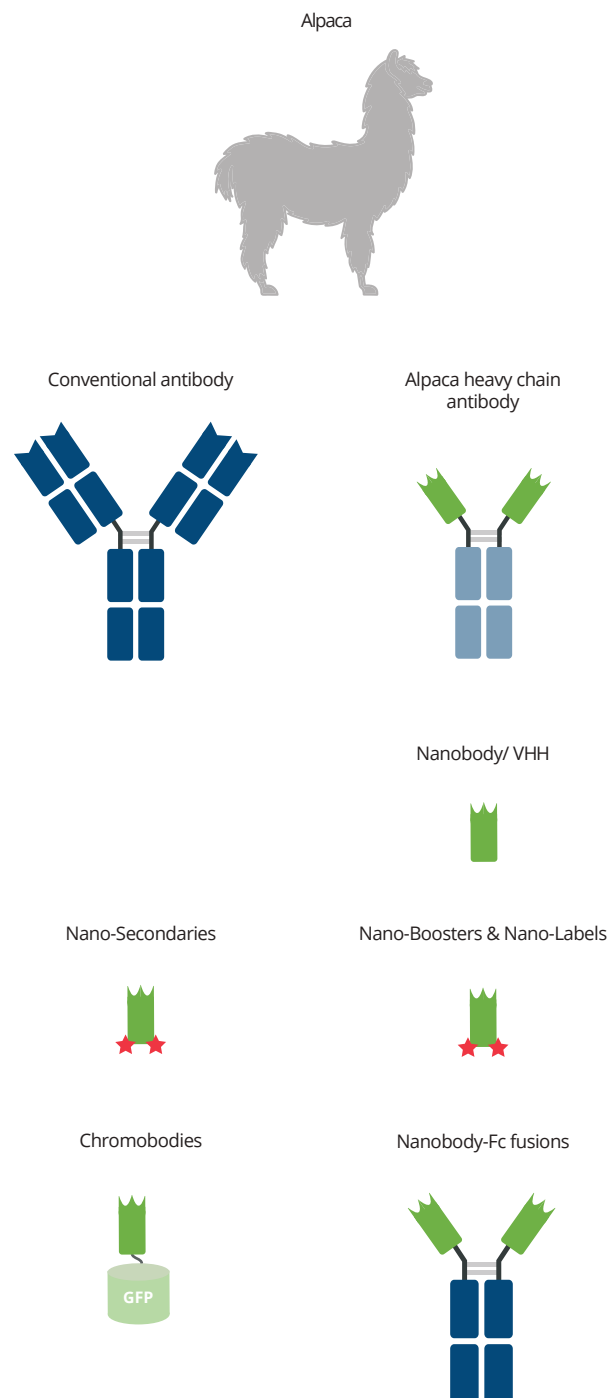 Alpaca
Conventional antibody
Alpaca heavy chain
antibody
Nanobody/ VHH
Nano-Secondaries
Nano-Boosters & Nano-Labels
Chromobodies
Nanobody-Fc fusions
GFP